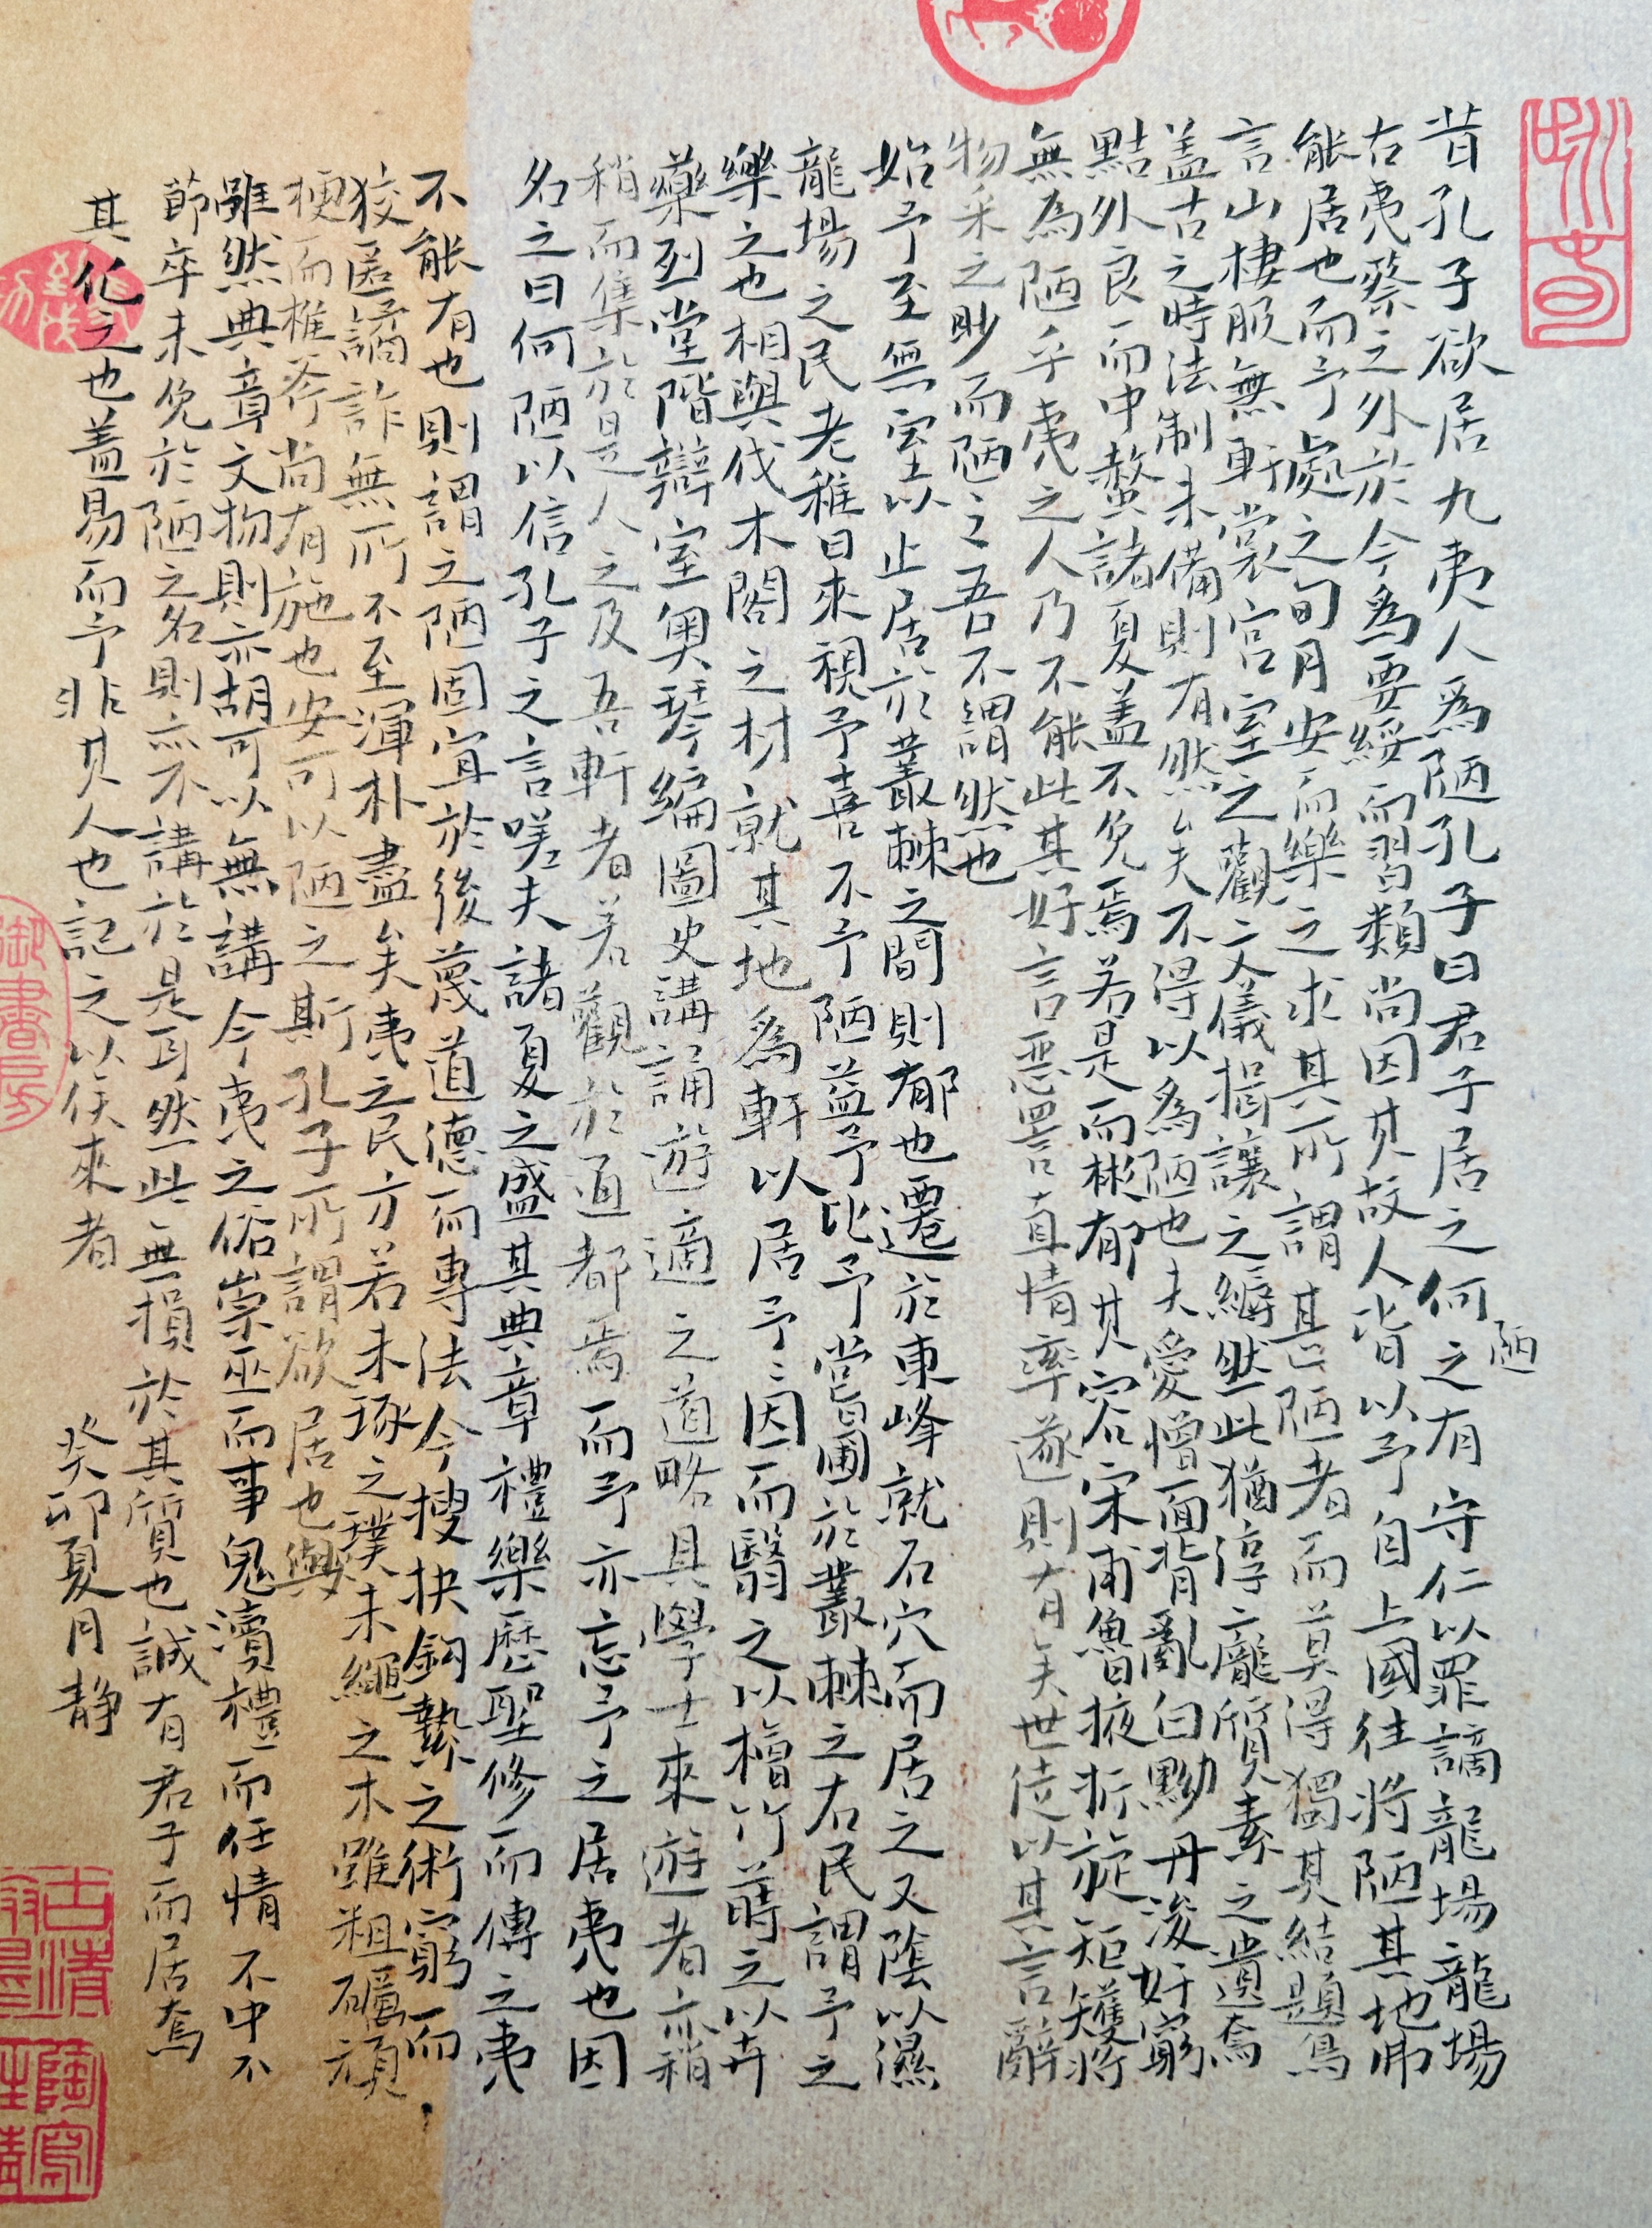 昔孔子欲居九夷人為陋孔子曰君子居之何之有守仁以罪謫龍場龍場
陋
古夷蔡之外於今為要綏而習類尚因其故人皆以予自上國往將陋其地弗
能居也而予處之旬月安而樂之求其所謂甚陋者而莫得獨其結題鳥
言山棲服無軒裳宮室之觀文儀揖讓之縟然此猶淳龐質素之遺焉
蓋古之時法制未備則有然矣夫不得以為陋也夫愛憎面背亂白黝丹浚奸窮
黠外良而中螫諸夏蓋不免焉若是而彬郁其容宋甫魯掖折旋矩矱將
無為陋乎夷之人乃不能此其好言惡詈直情率遂則有矣世徒以其言辭
物采之眇而陋之吾不謂然也
始予至無室以止居於叢棘之間則郁也遷於東峰就石穴而居之又陰以濕
龍場之民老稚日來視予喜不予陋益予比予嘗圃於叢棘之右民謂予之
樂之也相與伐木閣之材就其地為軒以居予予因而翳之以檜竹蒔之以卉
藥列堂階辯室奧琴編圖史講誦遊適之道略具學士來遊者亦稍
稍而集於是人之及吾軒者若觀於通都焉而予亦忘予之居夷也因
名之曰何陋以信孔子之言嗟夫諸夏之盛其典章禮樂歷聖修而傳之夷
不能有也則謂之陋固宜於後蔑道德而專法令搜抉鉤縶之術窮而
狡匿譎詐無所不至渾朴盡矣夷之民方若未琢之璞未繩之木雖粗礪頑
梗而椎斧尚有施也安可以陋之斯孔子所謂欲居也與
雖然典章文物則亦胡可以無講今夷之俗崇巫而事鬼瀆禮而任情不中不
節卒未免於陋之名則亦不講於是耳然此無損於其質也誠有君子而居焉
其化之也蓋易而予非其人也記之以俟來者 癸卯夏月靜
御書房